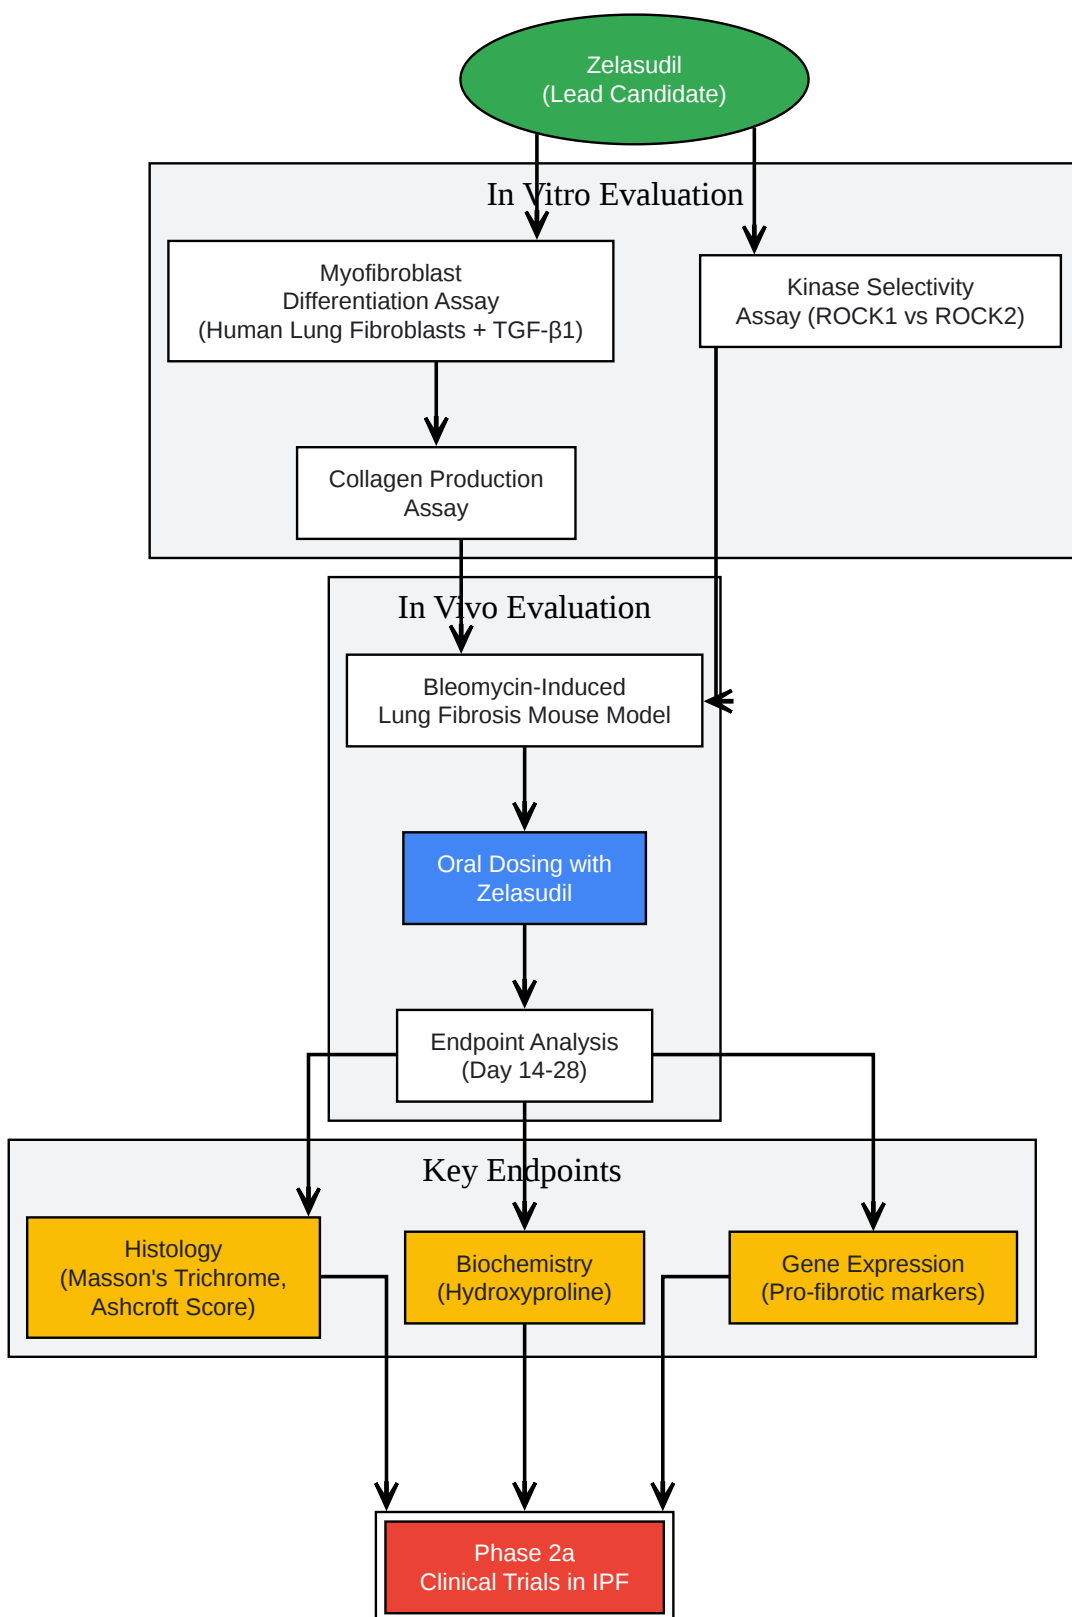 Zelasudil
(Lead Candidate)
In Vitro Evaluation
Myofibroblast
Differentiation Assay
(Human Lung Fibroblasts + TGF-β1)
Kinase Selectivity
Assay (ROCK1 vs ROCK2)
Collagen Production
Assay
In Vivo Evaluation
Bleomycin-Induced
Lung Fibrosis Mouse Model
Oral Dosing with
Zelasudil
Endpoint Analysis
(Day 14-28)
Key Endpoints
Histology
(Masson's Trichrome,
Ashcroft Score)
Biochemistry
(Hydroxyproline)
Gene Expression
(Pro-fibrotic markers)
Phase 2a
Clinical Trials in IPF